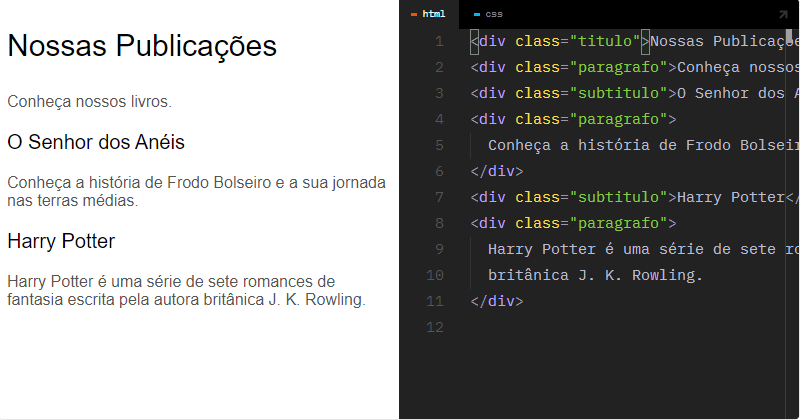 Nossas Publicações
Conheça nossos livros.
O Senhor dos Anéis
Conheça a história de Frodo Bolseiro e a sua jornada
nas terras médias.
Harry Potter
Harry Potter é uma série de sete romances de
fantasia escrita pela autora britânica J. K. Rowling.
html
css
1 <div class="titulo">Nossas
2 <div class="paragrafo">Conheça nossos
3 <div class="subtitulo">O Senhor dos
4 <div class="paragrafo">
5 Conheça a história de Frodo
6 </div>
7 <div class="subtitulo">Harry Potter</
8 <div class="paragrafo">
9 Harry Potter é uma série de sete
10 britânica J. K. Rowling.
11 </div>
12